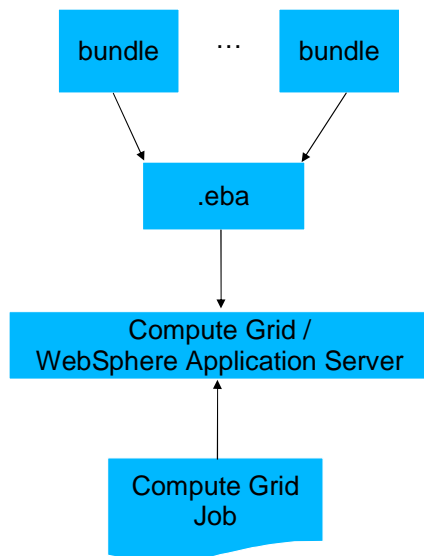 bundle … bundle
.eba
Compute Grid /
WebSphere Application Server
Compute Grid
Job